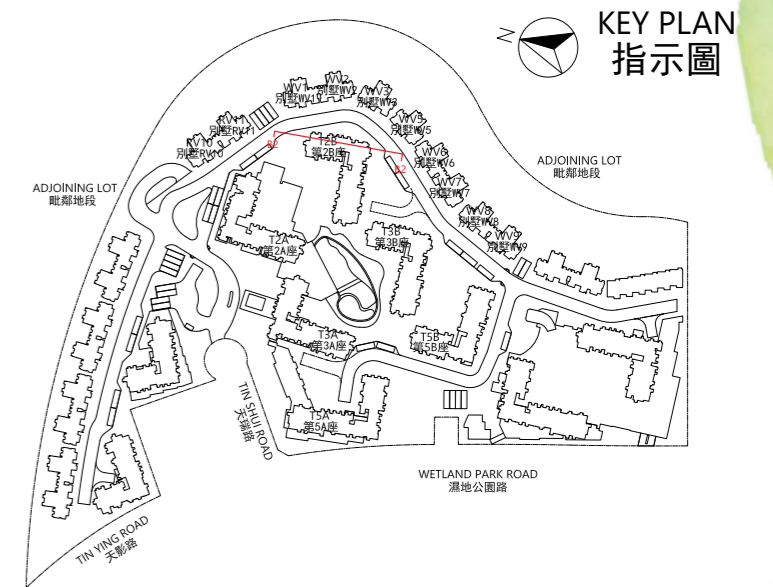 KEY PLAN
指示圖
N
WV1
別墅WV1
WV2
別墅WV2
WV3
別墅WV3
WV5
別墅WV5
WV6
別墅WV6
WV7
別墅WV7
WV8
別墅WV8
WV9
別墅WV9
RV11
別墅RV11
RV10
別墅RV10
B2
B2
T2B
第2B座
ADJOINING LOT
毗鄰地段
ADJOINING LOT
毗鄰地段
T2A
第2A座
T3B
第3B座
T3A
第3A座
T5B
第5B座
T5A
第5A座
TIN SHUI ROAD
天瑞路
WETLAND PARK ROAD
濕地公園路
TIN YING ROAD
天影路